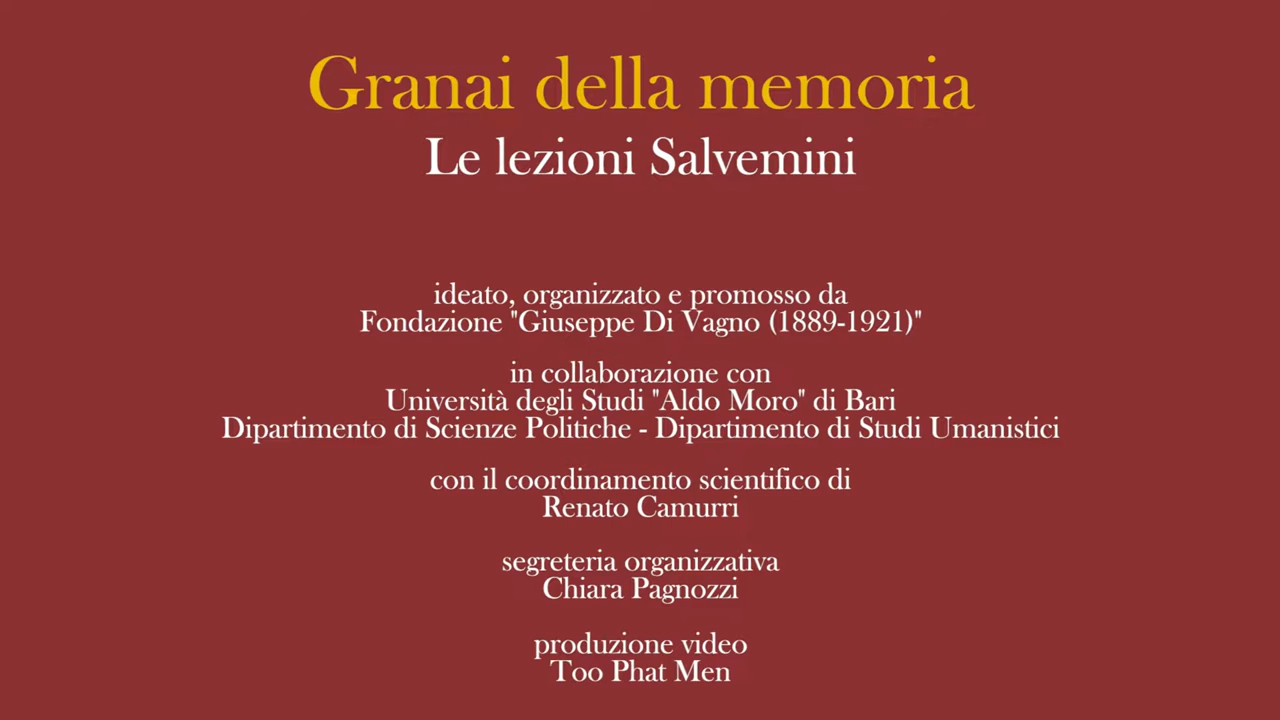 Granai della memoria
Le lezioni Salvemini
ideato, organizzato e promosso da
Fondazione "Giuseppe Di Vagno (1889-1921)"
in collaborazione con
Università degli Studi "Aldo Moro" di Bari
Dipartimento di Scienze Politiche - Dipartimento di Studi Umanistici
con il coordinamento scientifico di
Renato Camurri
segreteria organizzativa
Chiara Pagnozzi
produzione video
Too Phat Men